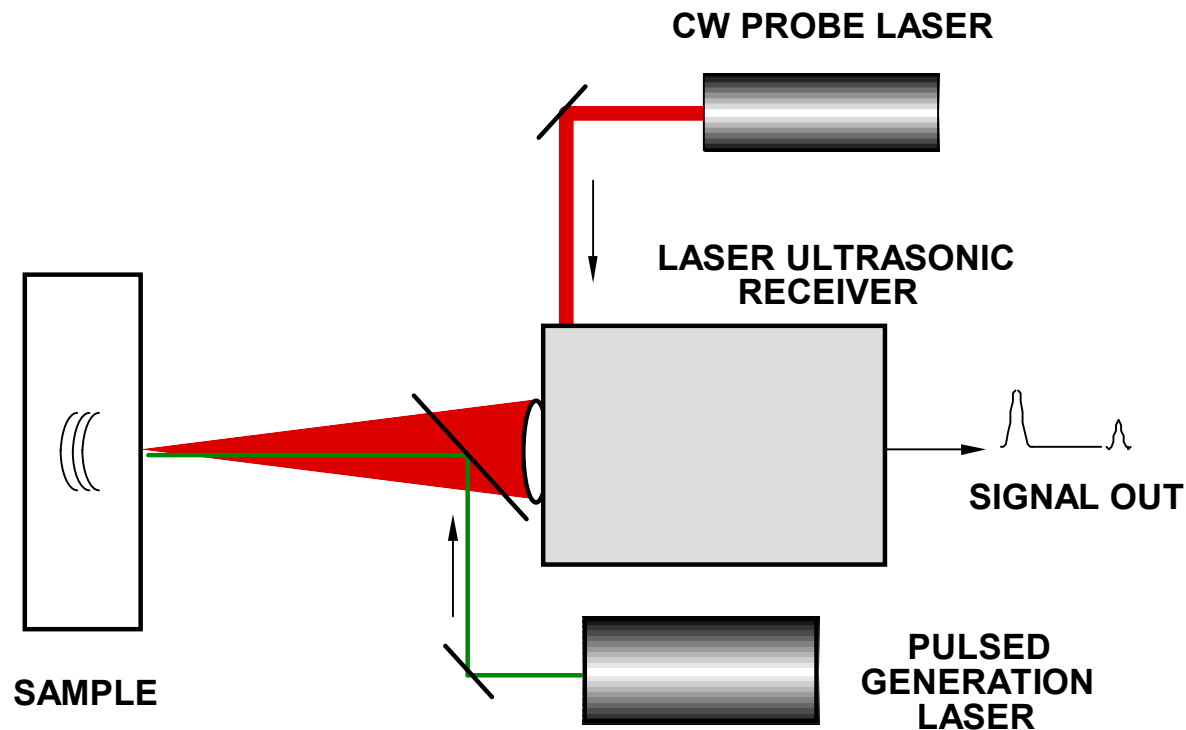 CW PROBE LASER
LASER ULTRASONIC
RECEIVER
SIGNAL OUT
SAMPLE
PULSED
GENERATION
LASER